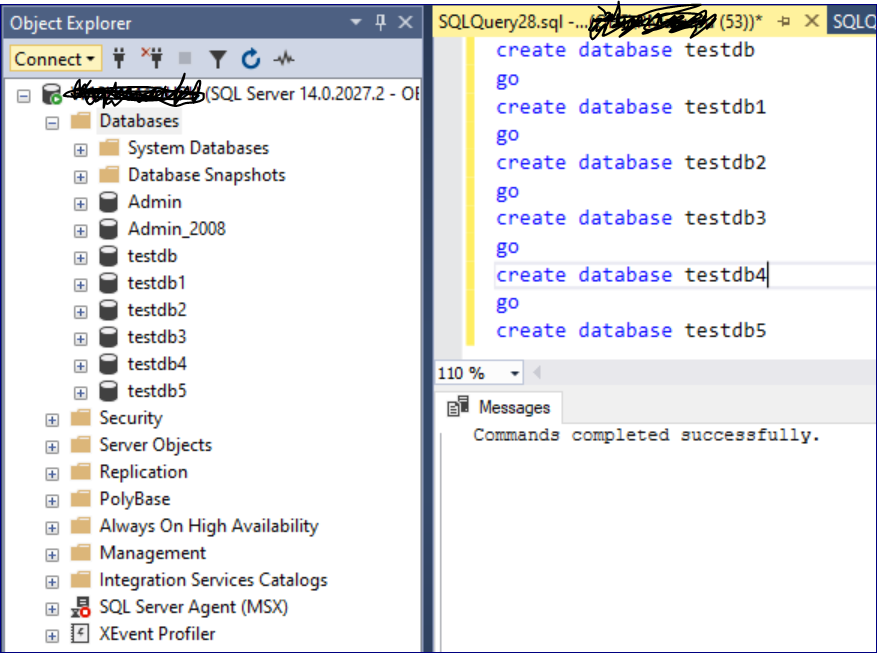 Object Explorer
Connect
(SQL Server 14.0.2027.2 - OE
Databases
System Databases
Database Snapshots
Admin
Admin_2008
testdb
testdb1
testdb2
testdb3
testdb4
testdb5
Security
Server Objects
Replication
PolyBase
Always On High Availability
Management
Integration Services Catalogs
SQL Server Agent (MSX)
XEvent Profiler
SQLQuery28.sql -...( (53))*
SQLQ
create database testdb
go
create database testdb1
go
create database testdb2
go
create database testdb3
go
create database testdb4
go
create database testdb5
110 %
Messages
Commands completed successfully.